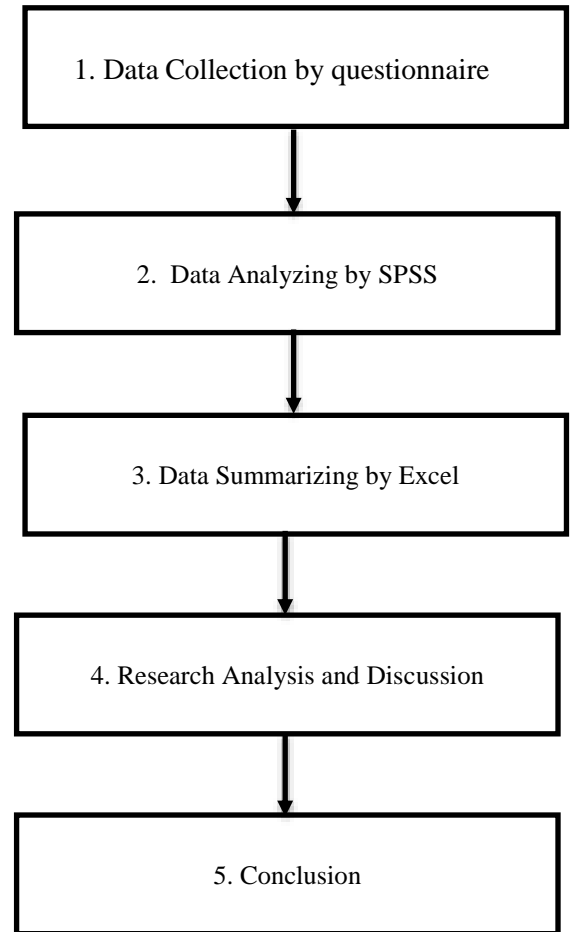 1. Data Collection by questionnaire
2. Data Analyzing by SPSS
3. Data Summarizing by Excel
4. Research Analysis and Discussion
5. Conclusion